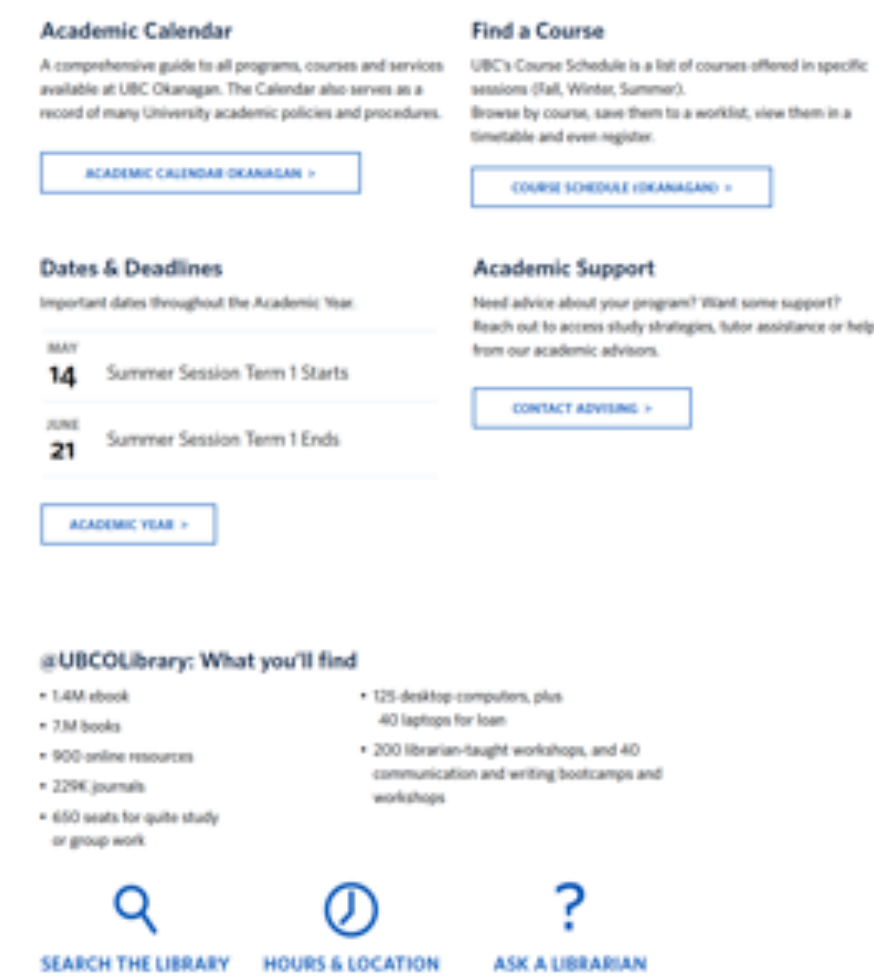 Academic Calendar
A comprehensive guide to all programs, courses and services
available at UBC Okanagan. The Calendar also serves as a
record of many University academic policies and procedures.
ACADEMIC CALENDAR OKANAGAN >
Find a Course
UBC's Course Schedule is a list of courses offered in specific
sessions (Fall, Winter, Summer).
Browse by course, save them to a worklist, view them in a
timetable and even register.
COURSE SCHEDULE (OKANAGAN) >
Dates & Deadlines
Important dates throughout the Academic Year.
MAY
14 Summer Session Term 1 Starts
JUNE
21 Summer Session Term 1 Ends
ACADEMIC YEAR >
Academic Support
Need advice about your program? Want some support?
Reach out to access study strategies, tutor assistance or help
from our academic advisors.
CONTACT ADVISING >
@UBCOLibrary: What you'll find
• 1.4M ebook
• 7.M books
• 900 online resources
• 229K journals
• 650 seats for quite study
or group work
• 125 desktop computers, plus
40 laptops for loan
• 200 librarian-taught workshops, and 40
communication and writing bootcamps and
workshops
SEARCH THE LIBRARY
HOURS & LOCATION
?
ASK A LIBRARIAN